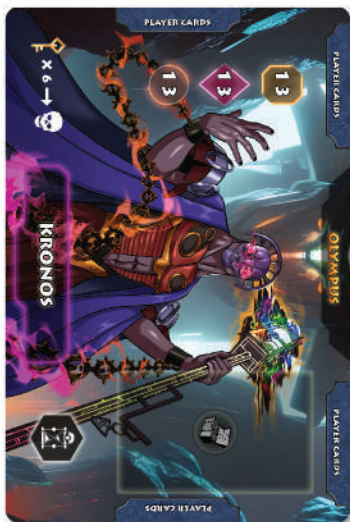 PLAYER CARDS
PLAYER CARDS
PLAYER CARDS
PLAYER CARDS
OLYMPUS
13
13
13
× 6 →
KRONOS